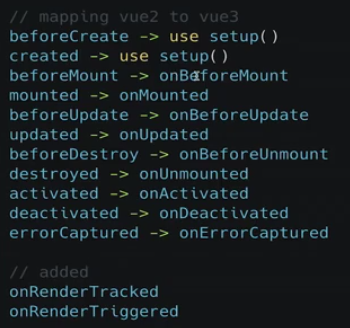 // mapping vue2 to vue3
beforeCreate -> use setup()
created -> use setup()
beforeMount -> onBeforeMount
mounted -> onMounted
beforeUpdate -> onBeforeUpdate
updated -> onUpdated
beforeDestroy -> onBeforeUnmount
destroyed -> onUnmounted
activated -> onActivated
deactivated -> onDeactivated
errorCaptured -> onErrorCaptured
// added
onRenderTracked
onRenderTriggered